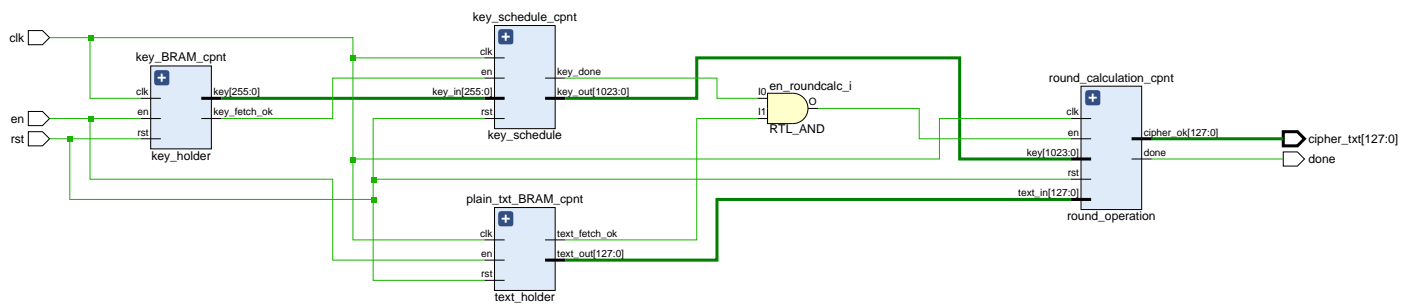 clk
en
rst
key_BRAM_cpnt
clk
en
rst
key[255:0]
key_fetch_ok
key_holder
key_schedule_cpnt
clk
en
key_in[255:0]
rst
key_done
key_out[1023:0]
key_schedule
plain_txt_BRAM_cpnt
clk
en
rst
text_fetch_ok
text_out[127:0]
text_holder
en_roundcalc_i
I0
I1
O
RTL_AND
round_calculation_cpnt
clk
en
key[1023:0]
rst
text_in[127:0]
cipher_ok[127:0]
done
round_operation
cipher_txt[127:0]
done